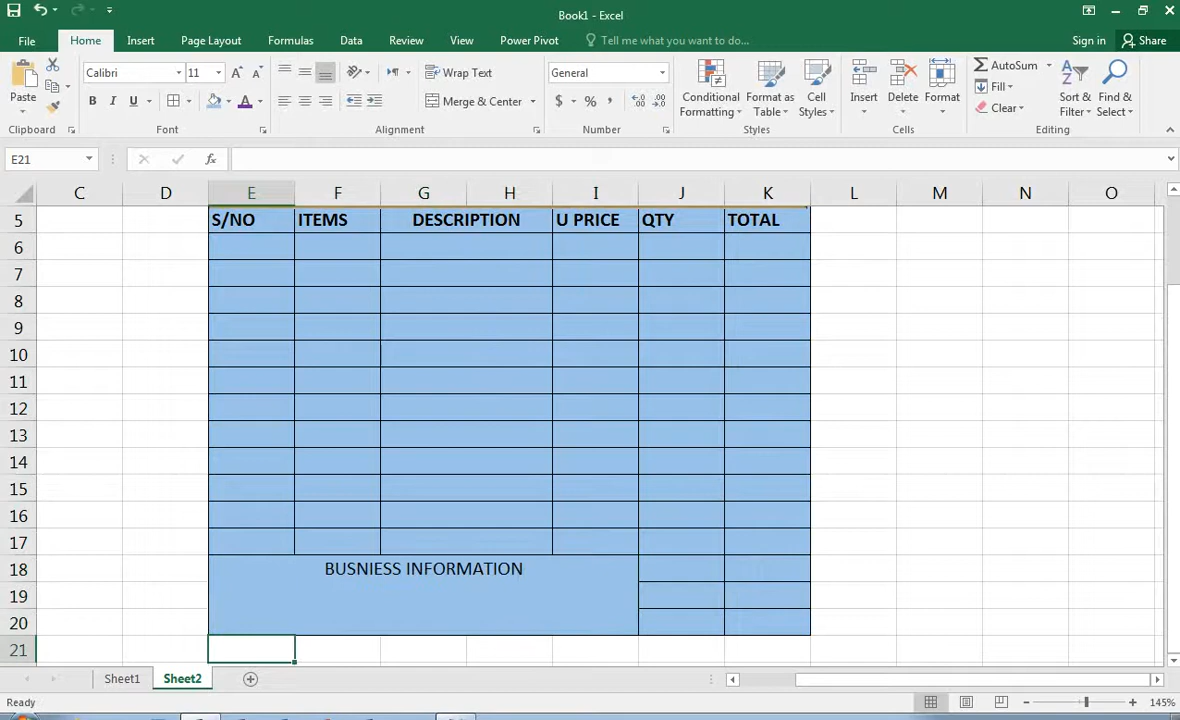 Book1 - Excel
File Home Insert Page Layout Formulas Data Review View Power Pivot Tell me what you want to do... Sign in Share
Paste
Calibri 11
B I U
Wrap Text
Merge & Center
General
$ % ,
Conditional Formatting
Format as Table
Cell Styles
Insert Delete Format
AutoSum
Fill
Clear
Sort & Filter
Find & Select
Clipboard Font Alignment Number Styles Cells Editing
E21 fx
C D E F G H I J K L M N O
5 S/NO ITEMS DESCRIPTION U PRICE QTY TOTAL
6
7
8
9
10
11
12
13
14
15
16
17
18 BUSNIESS INFORMATION
19
20
21
Sheet1 Sheet2
Ready 145%